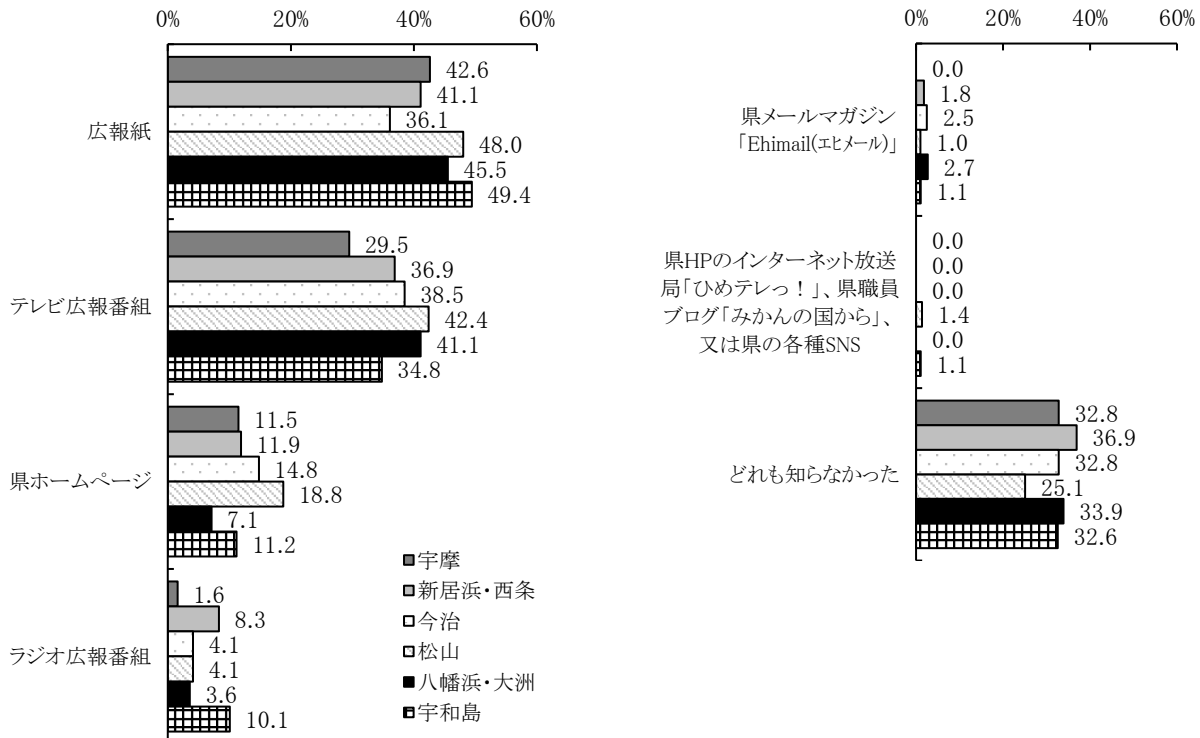 0%
20%
40%
60%
広報紙
42.6
41.1
36.1
48.0
45.5
49.4
テレビ広報番組
29.5
36.9
38.5
42.4
41.1
34.8
県ホームページ
11.5
11.9
14.8
18.8
7.1
11.2
ラジオ広報番組
1.6
8.3
4.1
4.1
3.6
10.1
宇摩
新居浜・西条
今治
松山
八幡浜・大洲
宇和島
0%
20%
40%
60%
県メールマガジン
「Ehimail(エヒメール)」
0.0
1.8
2.5
1.0
2.7
1.1
県HPのインターネット放送
局「ひめテレっ！」、県職員
ブログ「みかんの国から」、
又は県の各種SNS
0.0
0.0
0.0
1.4
0.0
1.1
どれも知らなかった
32.8
36.9
32.8
25.1
33.9
32.6